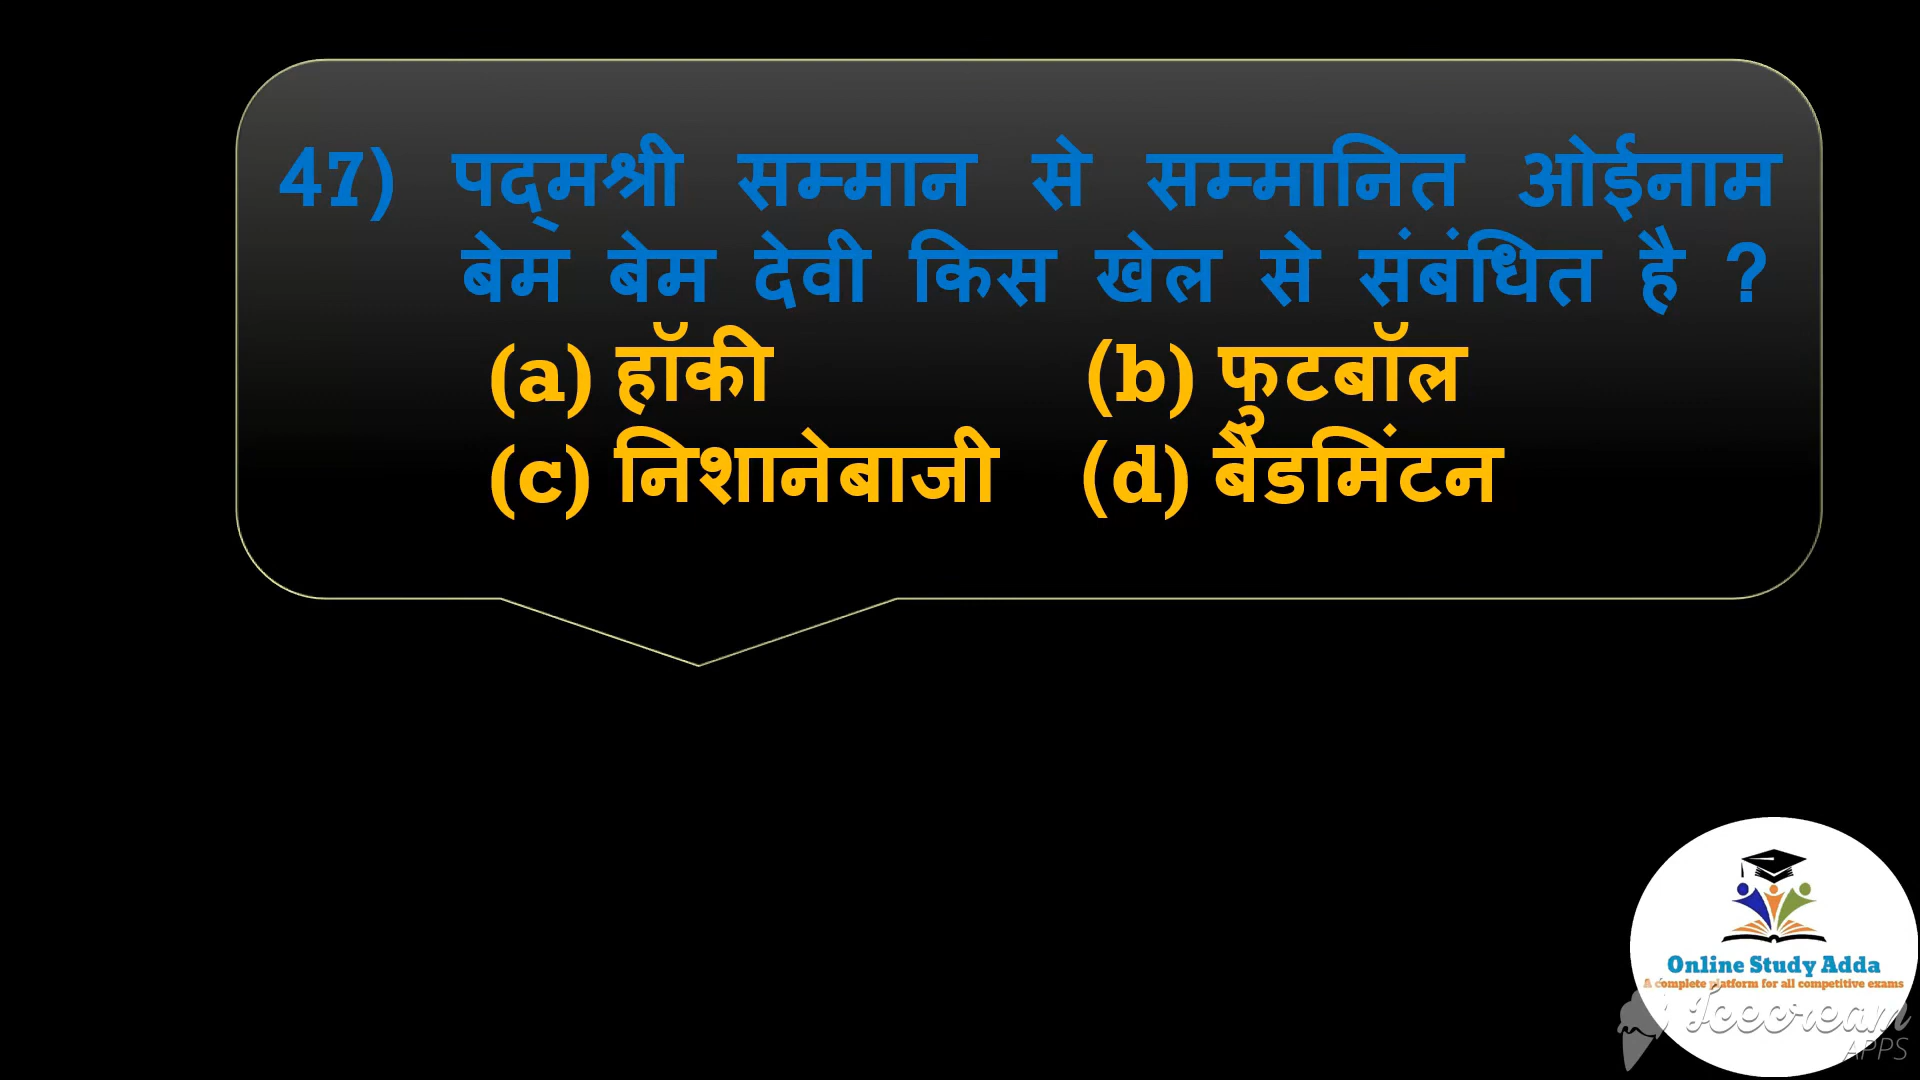 47) पद्मश्री सम्मान से सम्मानित ओईनाम
बेम बेम देवी किस खेल से संबंधित है ?
(a) हॉकी (b) फुटबॉल
(c) निशानेबाजी (d) बैडमिंटन
Online Study Adda
A complete platform for all competitive exams
Icecream
APPS